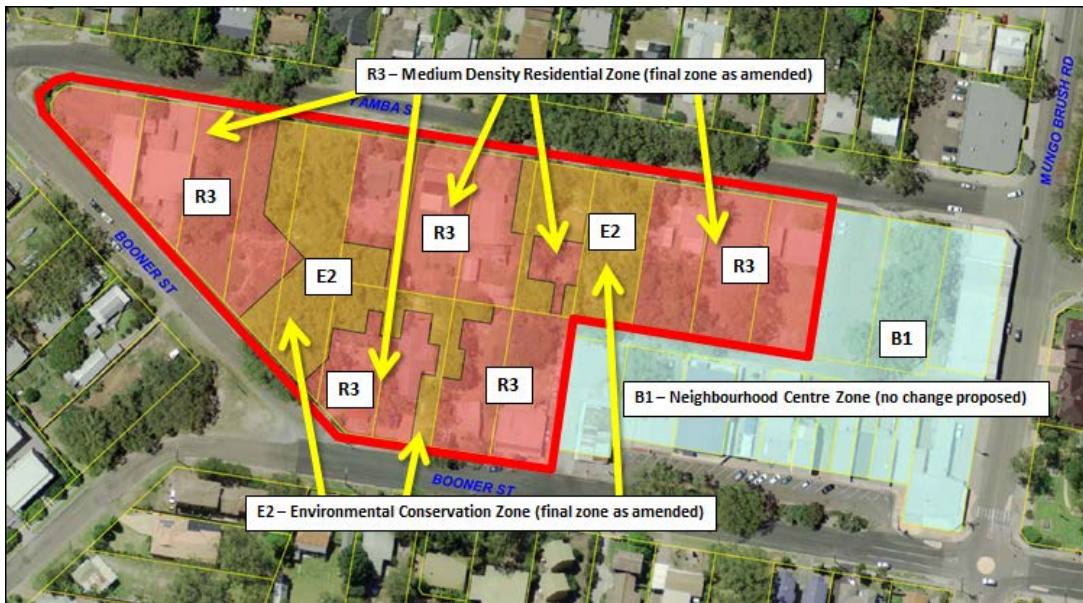 R3 – Medium Density Residential Zone (final zone as amended)
YAMBA ST
MUNGO BRUSH RD
R3
R3
E2
E2
R3
BOONER ST
B1
R3
R3
B1 – Neighbourhood Centre Zone (no change proposed)
BOONER ST
E2 – Environmental Conservation Zone (final zone as amended)